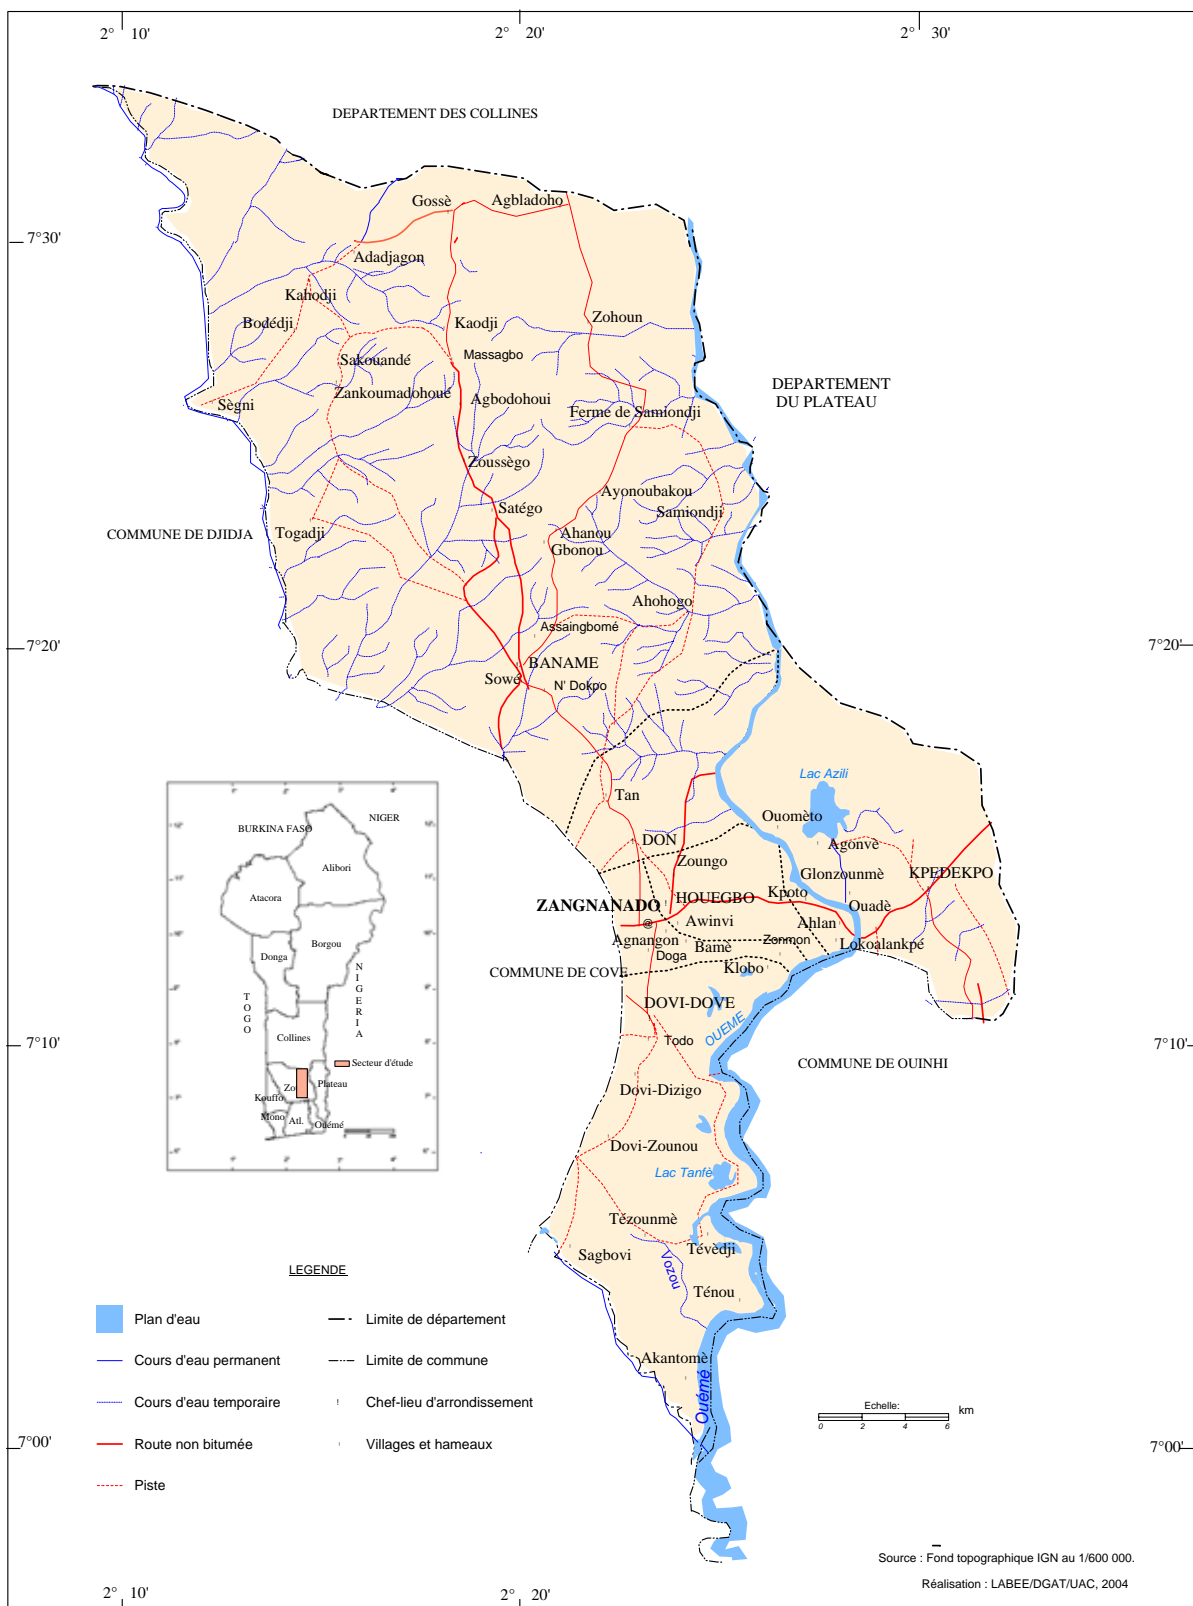 2° 10'
2° 20'
2° 30'
DEPARTEMENT DES COLLINES
Gossè
Agbladoho
7°30'
7°30'
Adadjagon
Kahodji
Bodédji
Kaodji
Zohoun
Massagbo
Sakouandé
Zankoumadohoué
Agbodohoui
DEPARTEMENT
DU PLATEAU
Sègni
Ferme de Samiondji
Zoussègo
Ayonoubakou
Satégo
Samiondji
COMMUNE DE DJIDJA
Togadji
Ahanou
Gbonou
Ahohogo
Assaingbomé
7°20'
7°20'
BANAME
Sowé
N' Dokpo
Lac Azili
Tan
Ouomèto
DON
Agonvè
Zoungo
Glonzounmè
KPEDEKPO
HOUEGBO
Kpoto
ZANGNANADO
@
Ouadè
Awinvi
Ahlan
Agnangon
Bamè
Zonmon
Lokoalankpé
Doga
COMMUNE DE COVE
Klobo
DOVI-DOVE
OUEME
Todo
7°10'
7°10'
COMMUNE DE OUINHI
Dovi-Dizigo
Dovi-Zounou
Lac Tanfè
Tézounmè
Sagbovi
Tévèdji
Vozou
Ténou
Akantomè
Ouémé
BURKINA FASO
NIGER
Alibori
Atacora
Borgou
Donga
NIGERIA
TOGO
Collines
Secteur d'étude
Zo
Plateau
Kouffo
Mono
Atl.
Ouémé
LEGENDE
Plan d'eau
Limite de département
Cours d'eau permanent
Limite de commune
Cours d'eau temporaire
Chef-lieu d'arrondissement
Route non bitumée
Villages et hameaux
Piste
Echelle:
0 2 4 6
km
7°00'
7°00'
Source : Fond topographique IGN au 1/600 000.
Réalisation : LABEE/DGAT/UAC, 2004
2° 10'
2° 20'